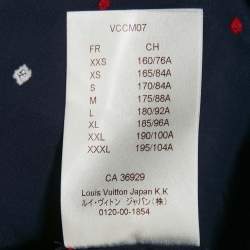 VCCM07
FR CH
XXS 160/76A
XS 165/84A
S 170/84A
M 175/88A
L 180/92A
XL 185/96A
XXL 190/100A
XXXL 195/104A
CA 36929
Louis Vuitton Japan K.K
ルイ・ヴィトン ジャパン(株)
0120-00-1854